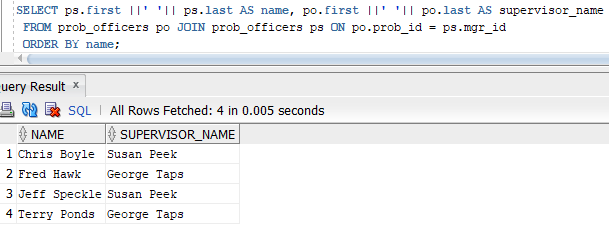 SELECT ps.first ||' '|| ps.last AS name, po.first ||' '|| po.last AS supervisor_name
FROM prob_officers po JOIN prob_officers ps ON po.prob_id = ps.mgr_id
ORDER BY name;
uery Result x
SQL | All Rows Fetched: 4 in 0.005 seconds
NAME SUPERVISOR_NAME
1 Chris Boyle Susan Peek
2 Fred Hawk George Taps
3 Jeff Speckle Susan Peek
4 Terry Ponds George Taps